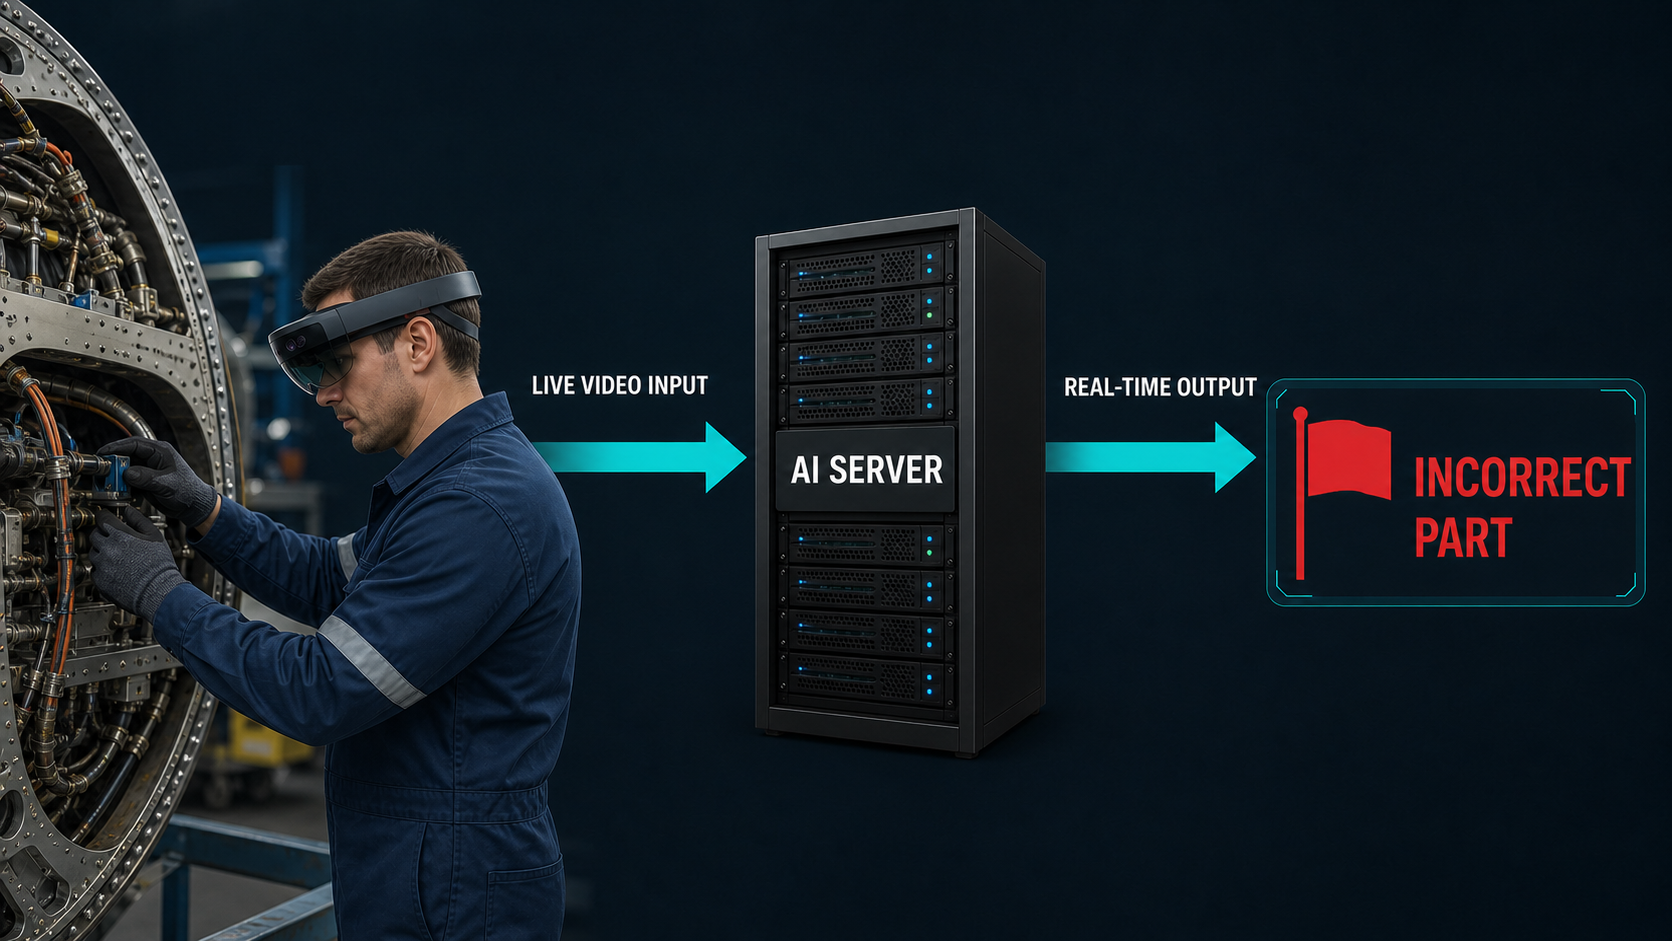 LIVE VIDEO INPUT
AI SERVER
REAL-TIME OUTPUT
INCORRECT
PART